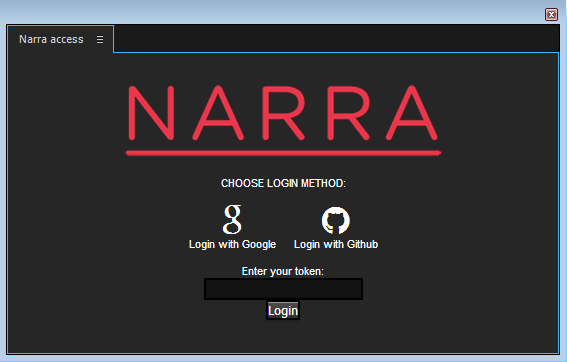 Narra access
NARRA
CHOOSE LOGIN METHOD:
Login with Google
Login with Github
Enter your token:
Login